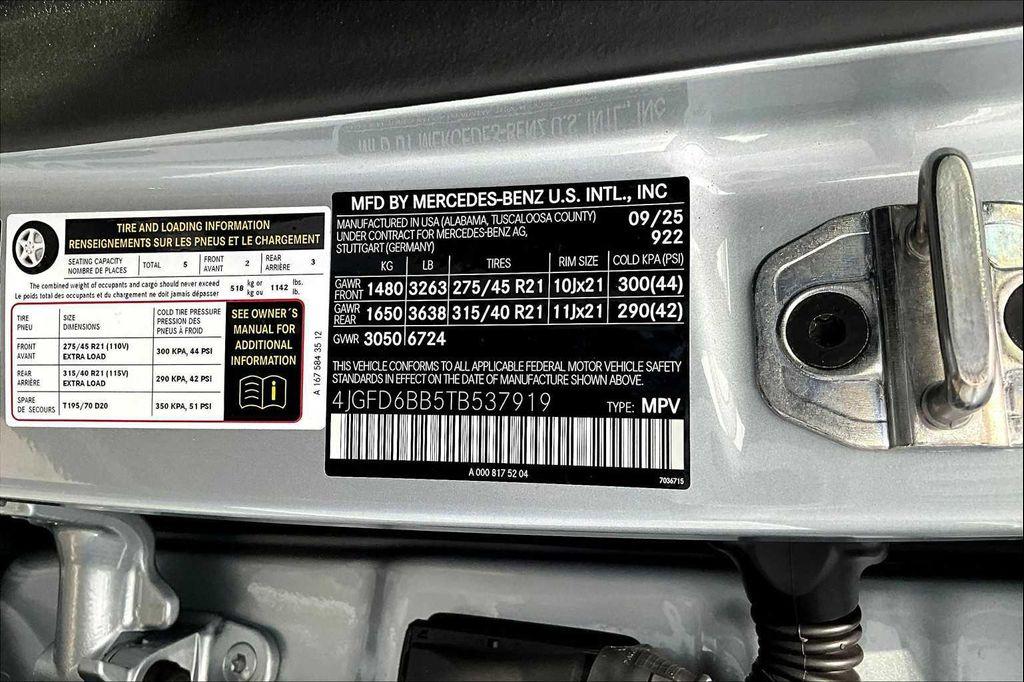 TIRE AND LOADING INFORMATION
RENSEIGNEMENTS SUR LES PNEUS ET LE CHARGEMENT
SEATING CAPACITY
NOMBRE DE PLACES
TOTAL 5
FRONT
AVANT 2
REAR
ARRIÈRE 3
The combined weight of occupants and cargo should never exceed
Le poids total des occupants et du chargement ne doit jamais dépasser
518 kg or
kg ou
1142 lbs.
lb.
TIRE
PNEU
SIZE
DIMENSIONS
COLD TIRE PRESSURE
PRESSION DES
PNEUS À FROID
FRONT
AVANT
275/45 R21 (110V)
EXTRA LOAD
300 KPA, 44 PSI
REAR
ARRIÈRE
315/40 R21 (115V)
EXTRA LOAD
290 KPA, 42 PSI
SPARE
DE SECOURS
T195/70 D20
350 KPA, 51 PSI
SEE OWNER´S
MANUAL FOR
ADDITIONAL
INFORMATION
i
A 167 584 35 12
MFD BY MERCEDES-BENZ U.S. INTL., INC
MFD BY MERCEDES-BENZ U.S. INTL., INC
MANUFACTURED IN USA (ALABAMA, TUSCALOOSA COUNTY)
UNDER CONTRACT FOR MERCEDES-BENZ AG,
STUTTGART (GERMANY)
09/25
922
KG LB TIRES RIM SIZE COLD KPA(PSI)
GAWR
FRONT 1480 3263 275/45 R21 10Jx21 300(44)
GAWR
REAR 1650 3638 315/40 R21 11Jx21 290(42)
GVWR 3050 6724
THIS VEHICLE CONFORMS TO ALL APPLICABLE FEDERAL MOTOR VEHICLE SAFETY
STANDARDS IN EFFECT ON THE DATE OF MANUFACTURE SHOWN ABOVE.
4JGFD6BB5TB537919
TYPE: MPV
A 000 817 52 04
7036715